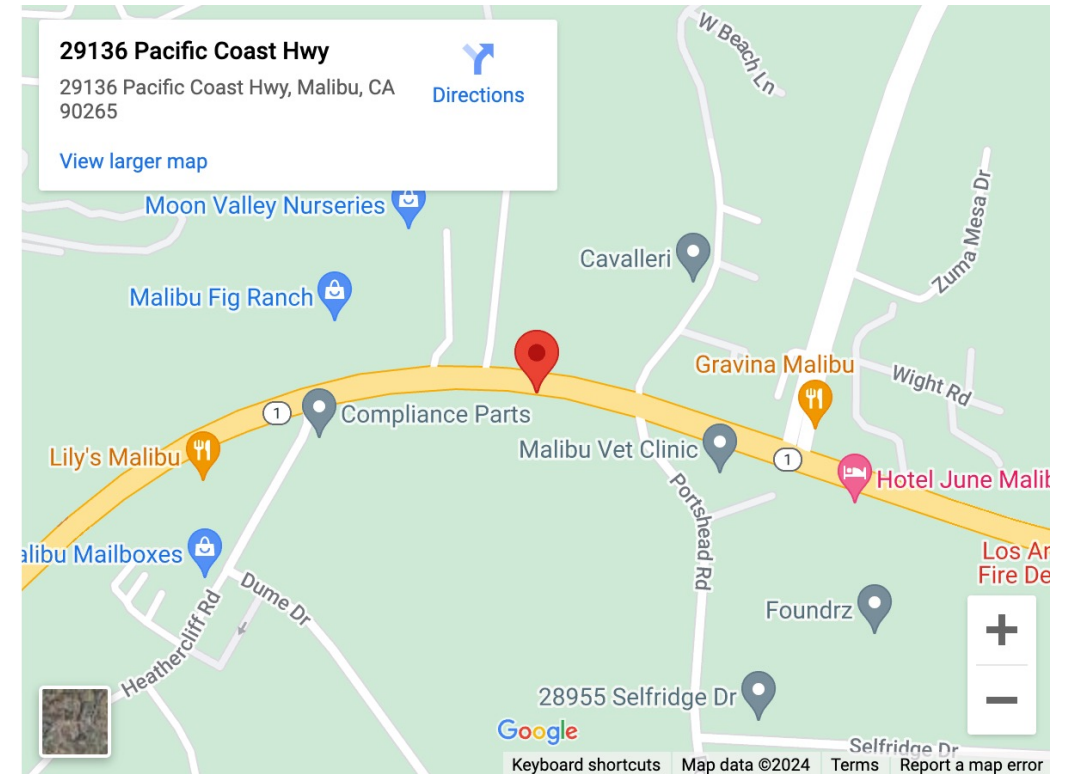 29136 Pacific Coast Hwy
29136 Pacific Coast Hwy, Malibu, CA
90265
Directions
View larger map
W Beach Ln
Moon Valley Nurseries
Zuma Mesa Dr
Cavalleri
Malibu Fig Ranch
Gravina Malibu
Wight Rd
1
Compliance Parts
Lily's Malibu
Malibu Vet Clinic
1
Hotel June Malib
Portshead Rd
alibu Mailboxes
Los Ar
Fire De
Dume Dr
Heathercliff Rd
Foundrz
28955 Selfridge Dr
Google
Selfridge Dr
Keyboard shortcuts
Map data ©2024
Terms
Report a map error